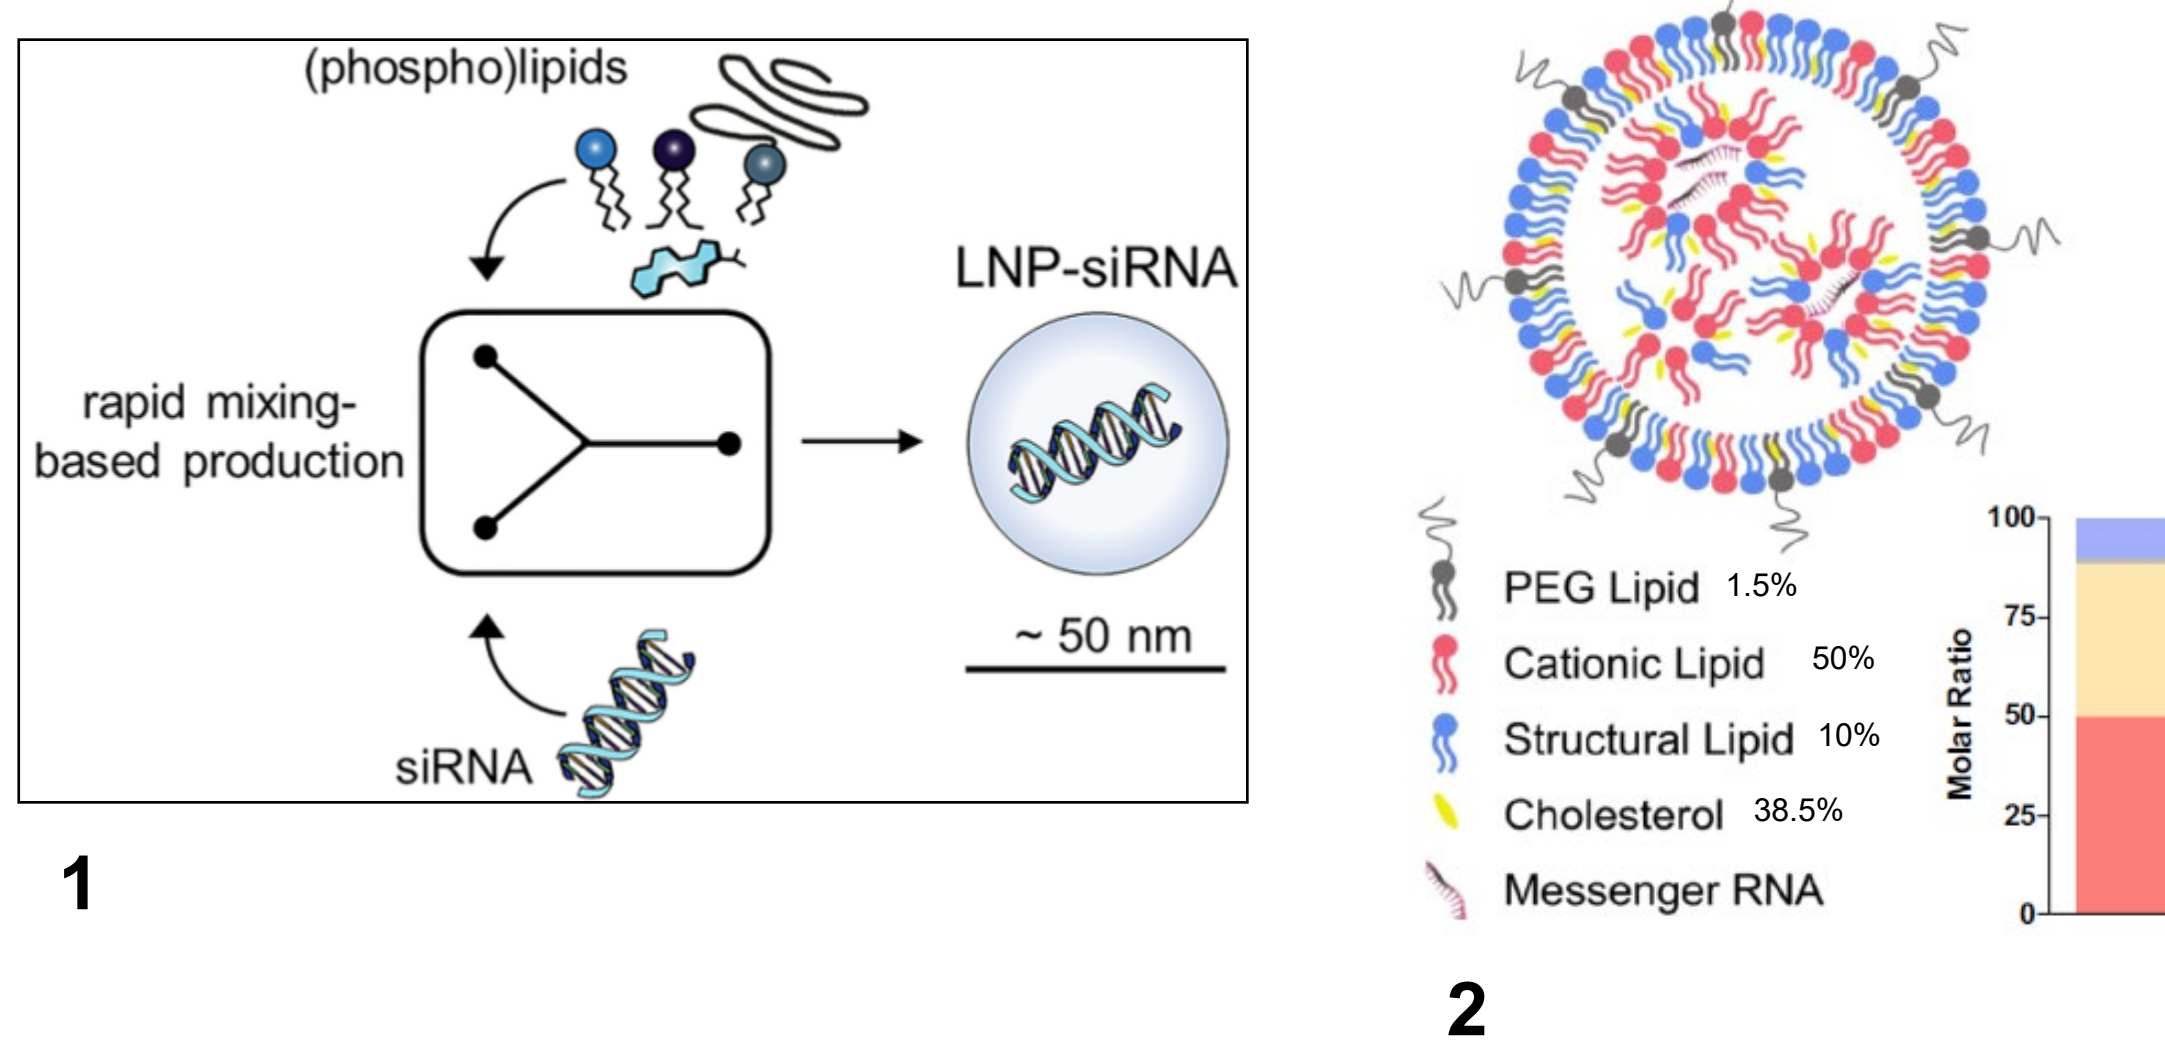 (phospho)lipids
rapid mixing-
based production
LNP-siRNA
~ 50 nm
siRNA
1
PEG Lipid 1.5%
Cationic Lipid 50%
Structural Lipid 10%
Cholesterol 38.5%
Messenger RNA
Molar Ratio
100
75
50
25
0
2